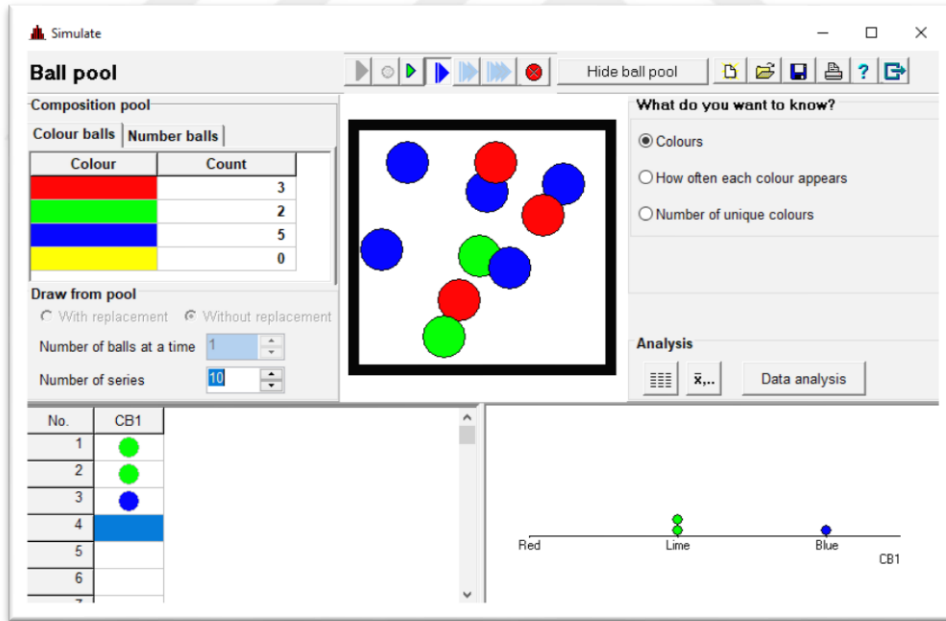 Simulate
Ball pool
Hide ball pool
?
Composition pool
Colour balls Number balls
Colour Count
3
2
5
0
Draw from pool
With replacement Without replacement
Number of balls at a time 1
Number of series 10
What do you want to know?
Colours
How often each colour appears
Number of unique colours
Analysis
x̄,.. Data analysis
No. CB1
1
2
3
4
5
6
Red Lime Blue
CB1